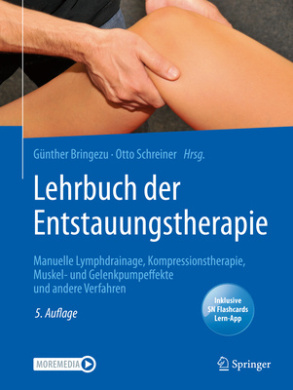 Günther Bringezu · Otto Schreiner Hrsg.
Lehrbuch der
Entstauungstherapie
Manuelle Lymphdrainage, Kompressionstherapie,
Muskel- und Gelenkpumpeffekte
und andere Verfahren
5. Auflage
Inklusive
SN Flashcards
Lern-App
MOREMEDIA
Springer